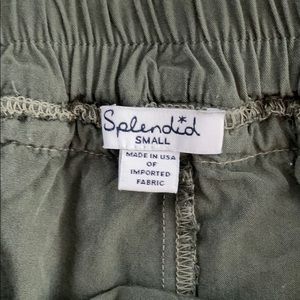 Splendid*
SMALL
MADE IN USA
OF
IMPORTED
FABRIC